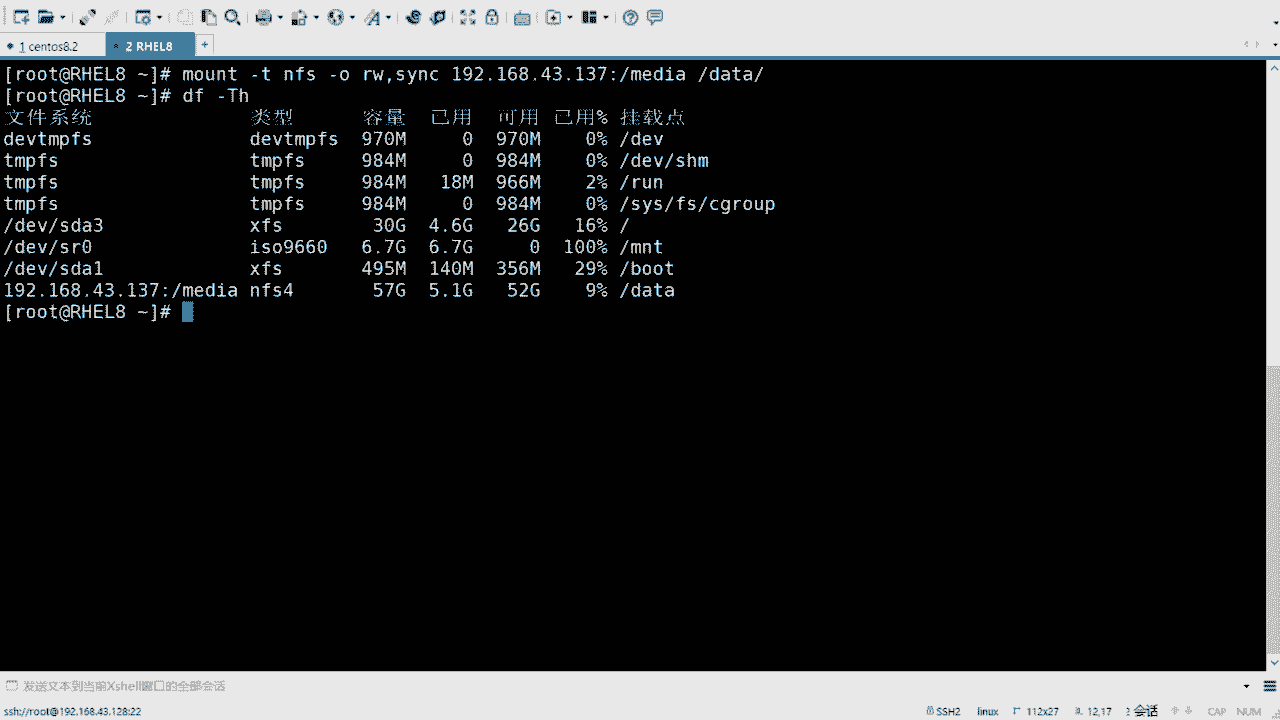 1 centos8.2
2 RHEL8
+
[root@RHEL8 ~]# mount -t nfs -o rw,sync 192.168.43.137:/media /data/
[root@RHEL8 ~]# df -Th
文件系统 类型 容量 已用 可用 已用% 挂载点
devtmpfs devtmpfs 970M 0 970M 0% /dev
tmpfs tmpfs 984M 0 984M 0% /dev/shm
tmpfs tmpfs 984M 18M 966M 2% /run
tmpfs tmpfs 984M 0 984M 0% /sys/fs/cgroup
/dev/sda3 xfs 30G 4.6G 26G 16% /
/dev/sr0 iso9660 6.7G 6.7G 0 100% /mnt
/dev/sda1 xfs 495M 140M 356M 29% /boot
192.168.43.137:/media nfs4 57G 5.1G 52G 9% /data
[root@RHEL8 ~]#
发送文本到当前Xshell窗口的全部会话
ssh://root@192.168.43.128:22 SSH2 linux 112x27 12,17 2 会话 CAP NUM